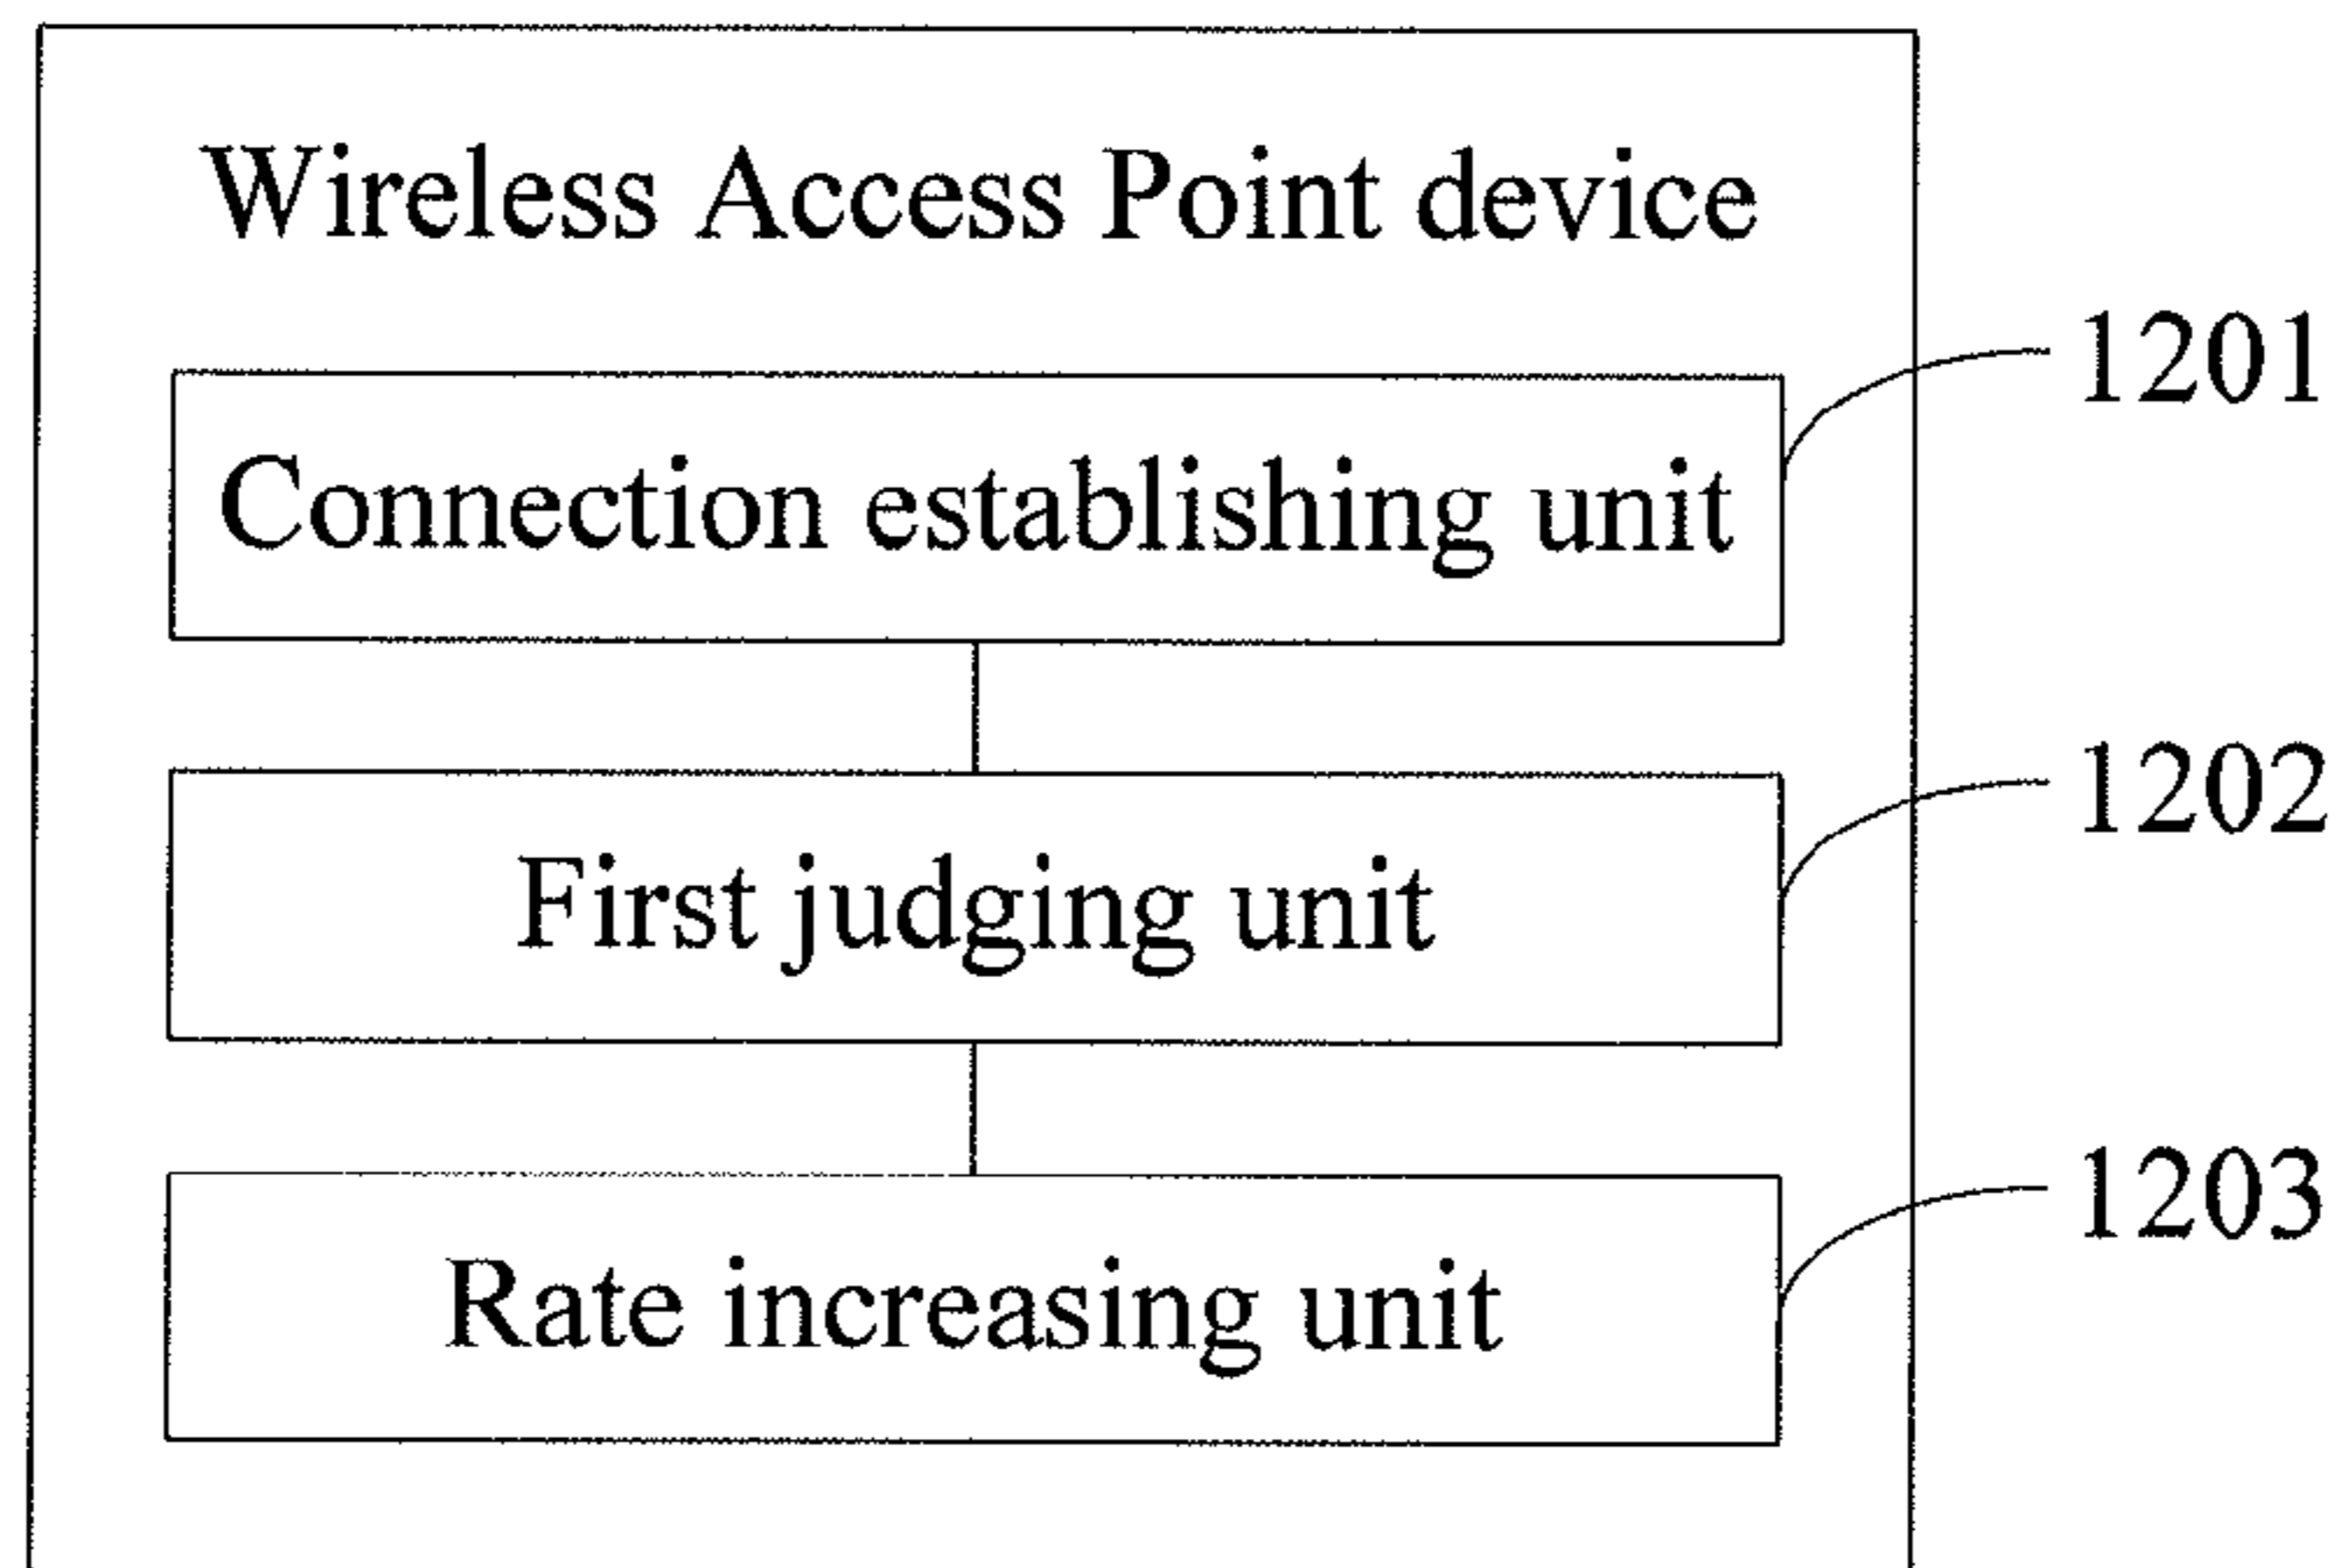 Wireless Access Point device
1201
Connection establishing unit
1202
First judging unit
1203
Rate increasing unit